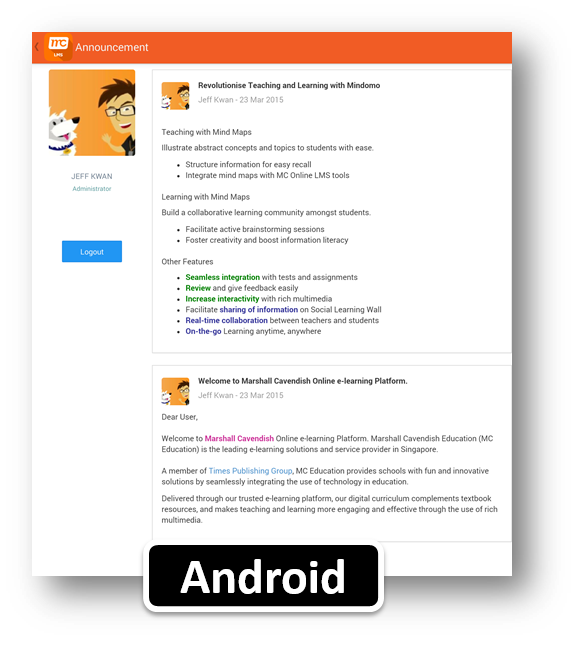 mc
LMS
Announcement
JEFF KWAN
Administrator
Logout
Revolutionise Teaching and Learning with Mindomo
Jeff Kwan - 23 Mar 2015
Teaching with Mind Maps
Illustrate abstract concepts and topics to students with ease.
• Structure information for easy recall
• Integrate mind maps with MC Online LMS tools
Learning with Mind Maps
Build a collaborative learning community amongst students.
• Facilitate active brainstorming sessions
• Foster creativity and boost information literacy
Other Features
• Seamless integration with tests and assignments
• Review and give feedback easily
• Increase interactivity with rich multimedia
• Facilitate sharing of information on Social Learning Wall
• Real-time collaboration between teachers and students
• On-the-go Learning anytime, anywhere
Welcome to Marshall Cavendish Online e-learning Platform.
Jeff Kwan - 23 Mar 2015
Dear User,
Welcome to Marshall Cavendish Online e-learning Platform. Marshall Cavendish Education (MC
Education) is the leading e-learning solutions and service provider in Singapore.
A member of Times Publishing Group, MC Education provides schools with fun and innovative
solutions by seamlessly integrating the use of technology in education.
Delivered through our trusted e-learning platform, our digital curriculum complements textbook
resources, and makes teaching and learning more engaging and effective through the use of rich
multimedia.
Android